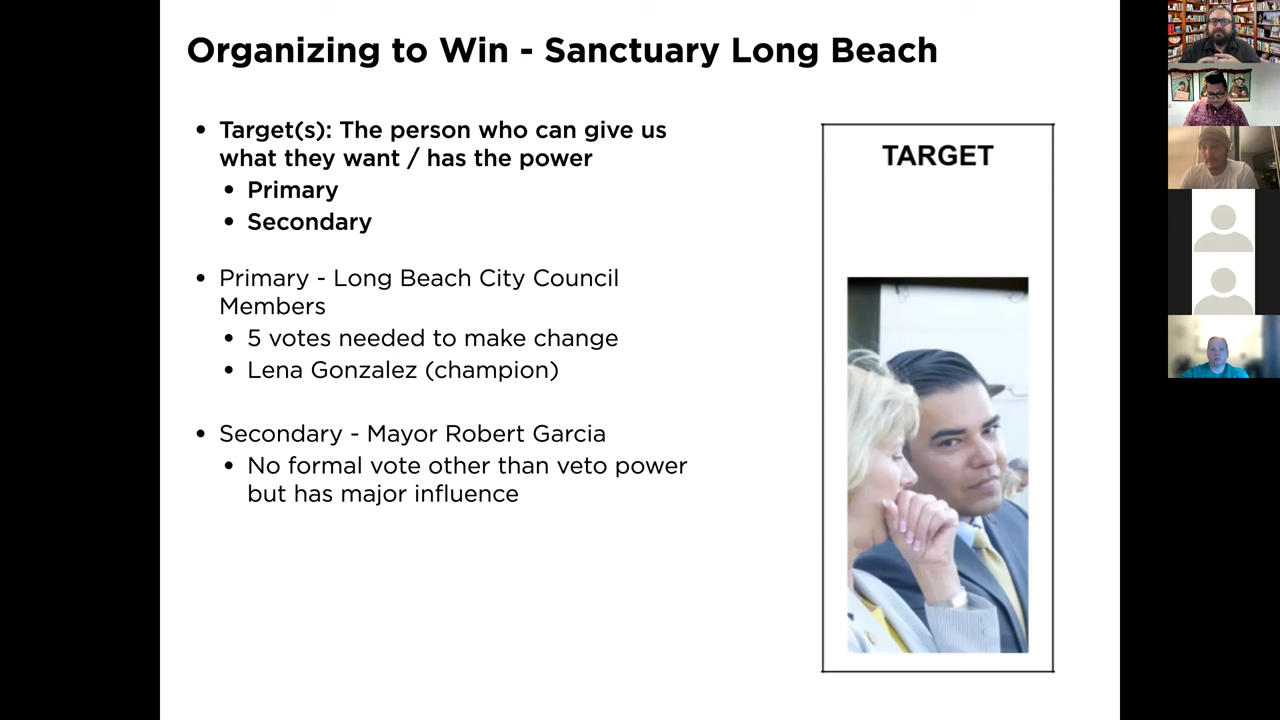 Organizing to Win - Sanctuary Long Beach
• Target(s): The person who can give us
what they want / has the power
• Primary
• Secondary
• Primary - Long Beach City Council
Members
• 5 votes needed to make change
• Lena Gonzalez (champion)
• Secondary - Mayor Robert Garcia
• No formal vote other than veto power
but has major influence
TARGET